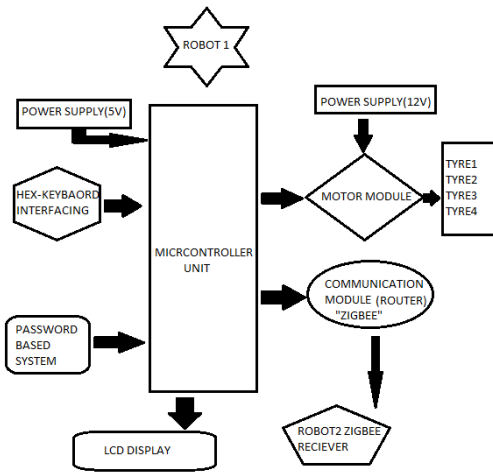 ROBOT 1
POWER SUPPLY(5V)
POWER SUPPLY(12V)
HEX-KEYBAORD
INTERFACING
MICRCONTROLLER
UNIT
MOTOR MODULE
TYRE1
TYRE2
TYRE3
TYRE4
COMMUNICATION
MODULE (ROUTER)
"ZIGBEE"
PASSWORD
BASED
SYSTEM
LCD DISPLAY
ROBOT2 ZIGBEE
RECIEVER